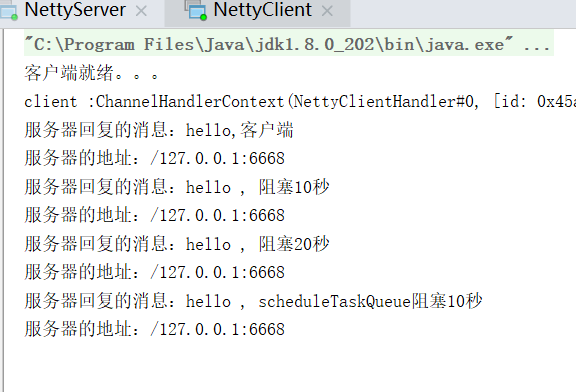 NettyServer × NettyClient ×
"C:\Program Files\Java\jdk1.8.0_202\bin\java.exe" ...
客户端就绪。。。
client :ChannelHandlerContext(NettyClientHandler#0, [id: 0x45a
服务器回复的消息：hello,客户端
服务器的地址：/127.0.0.1:6668
服务器回复的消息：hello , 阻塞10秒
服务器的地址：/127.0.0.1:6668
服务器回复的消息：hello , 阻塞20秒
服务器的地址：/127.0.0.1:6668
服务器回复的消息：hello , scheduleTaskQueue阻塞10秒
服务器的地址：/127.0.0.1:6668